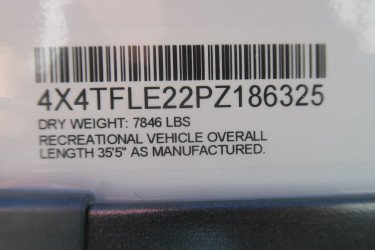 4X4TFLE22PZ186325
DRY WEIGHT: 7846 LBS
RECREATIONAL VEHICLE OVERALL
LENGTH 35'5" AS MANUFACTURED.